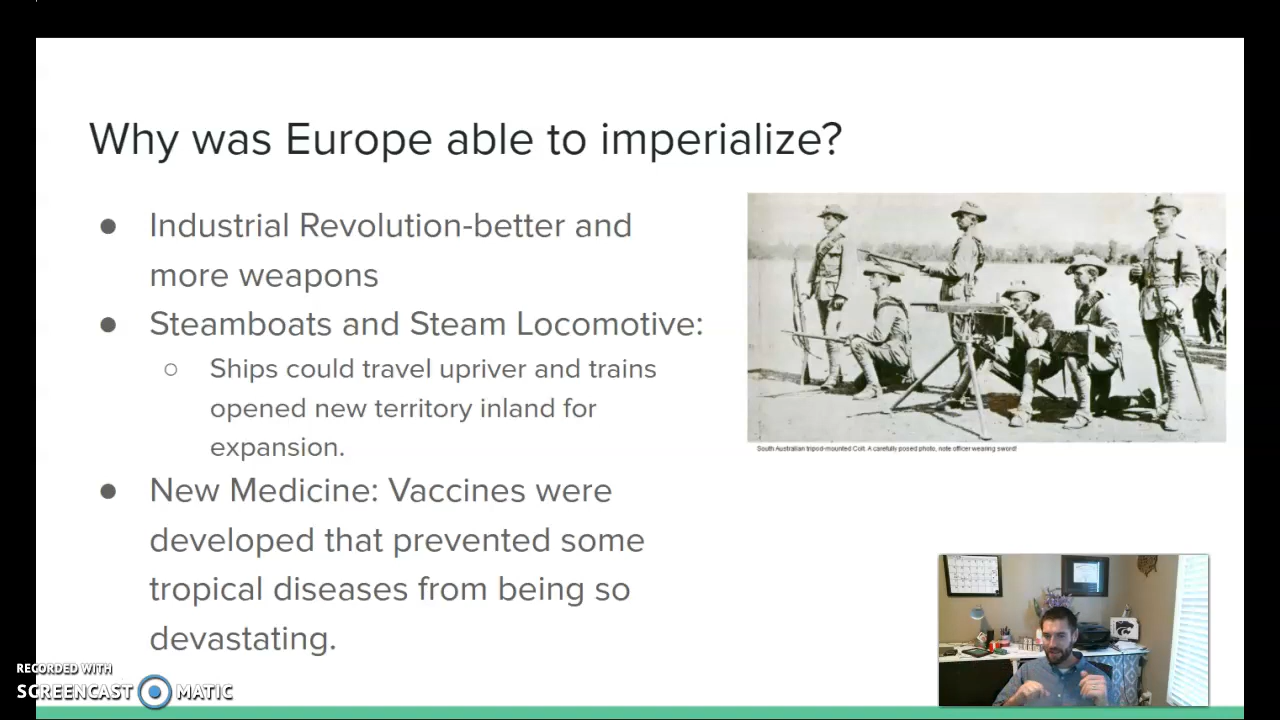 Why was Europe able to imperialize?
● Industrial Revolution-better and
more weapons
● Steamboats and Steam Locomotive:
○ Ships could travel upriver and trains
opened new territory inland for
expansion.
● New Medicine: Vaccines were
developed that prevented some
tropical diseases from being so
devastating.
South Australian tripod-mounted Colt. A carefully posed photo, note officer wearing sword!
RECORDED WITH
SCREENCAST MATIC